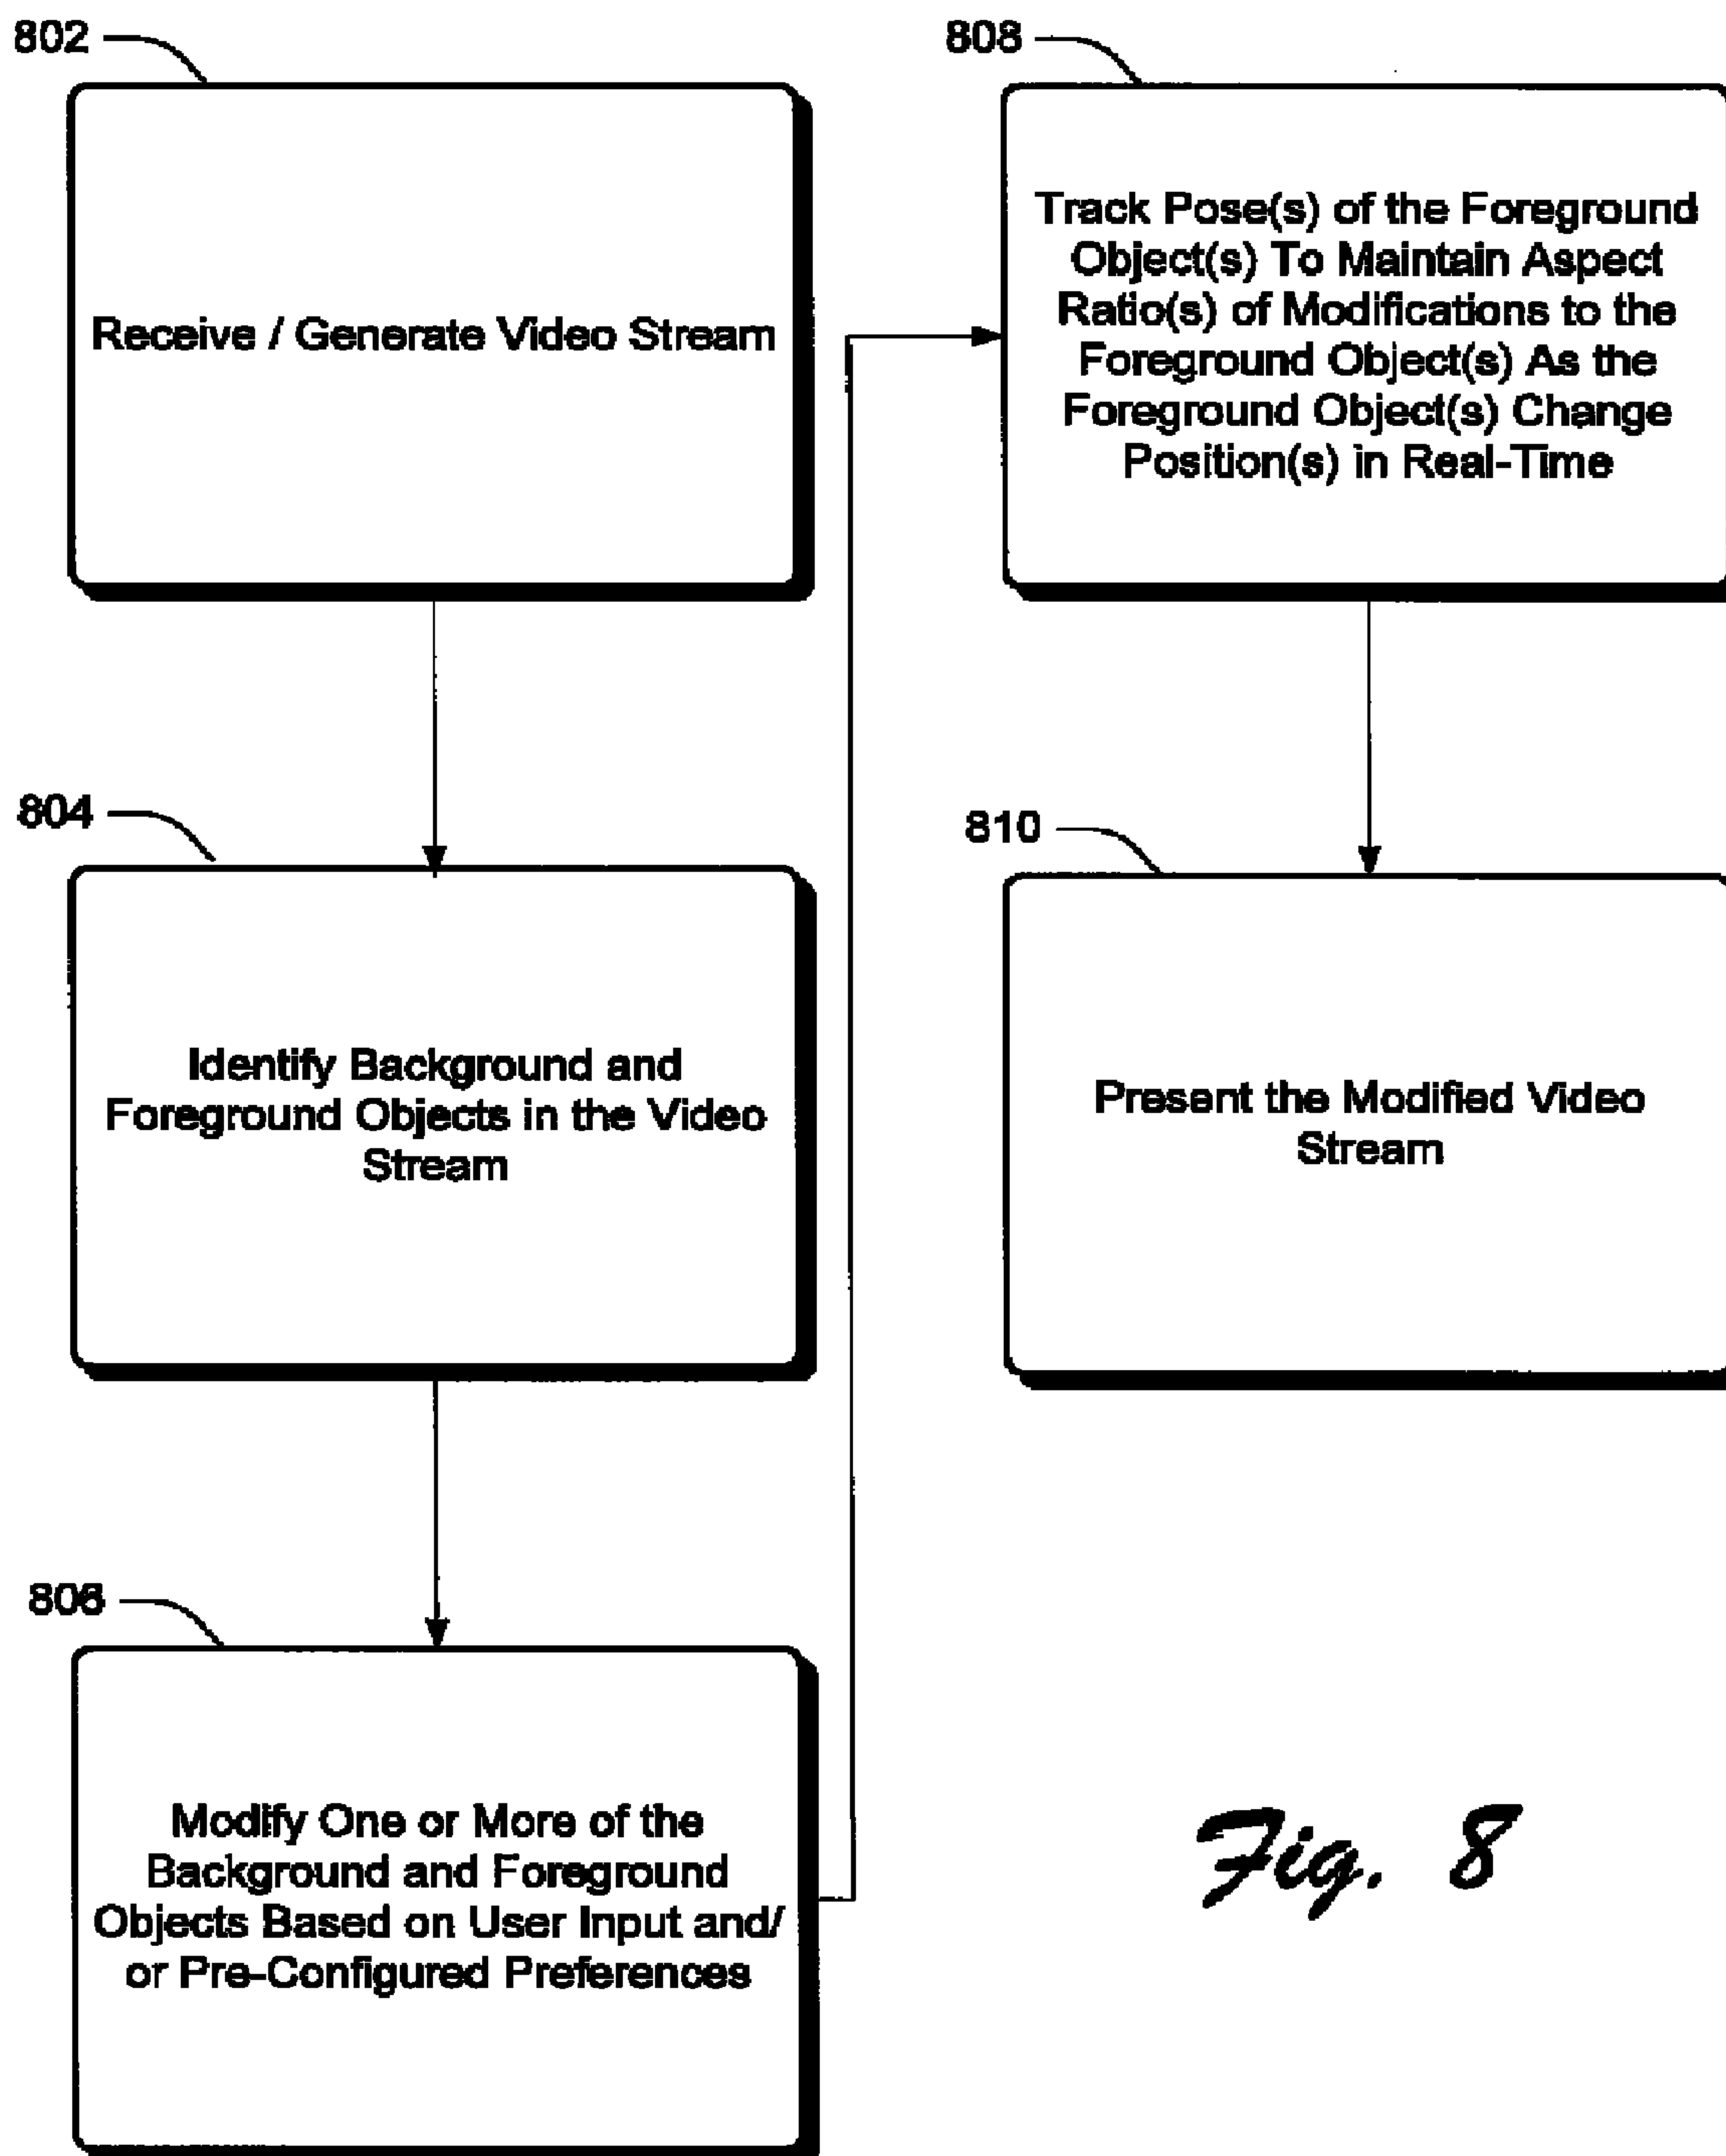 802
Receive / Generate Video Stream
804
Identify Background and
Foreground Objects in the Video
Stream
806
Modify One or More of the
Background and Foreground
Objects Based on User Input and/
or Pre-Configured Preferences
808
Track Pose(s) of the Foreground
Object(s) To Maintain Aspect
Ratio(s) of Modifications to the
Foreground Object(s) As the
Foreground Object(s) Change
Position(s) in Real-Time
810
Present the Modified Video
Stream
Fig. 8